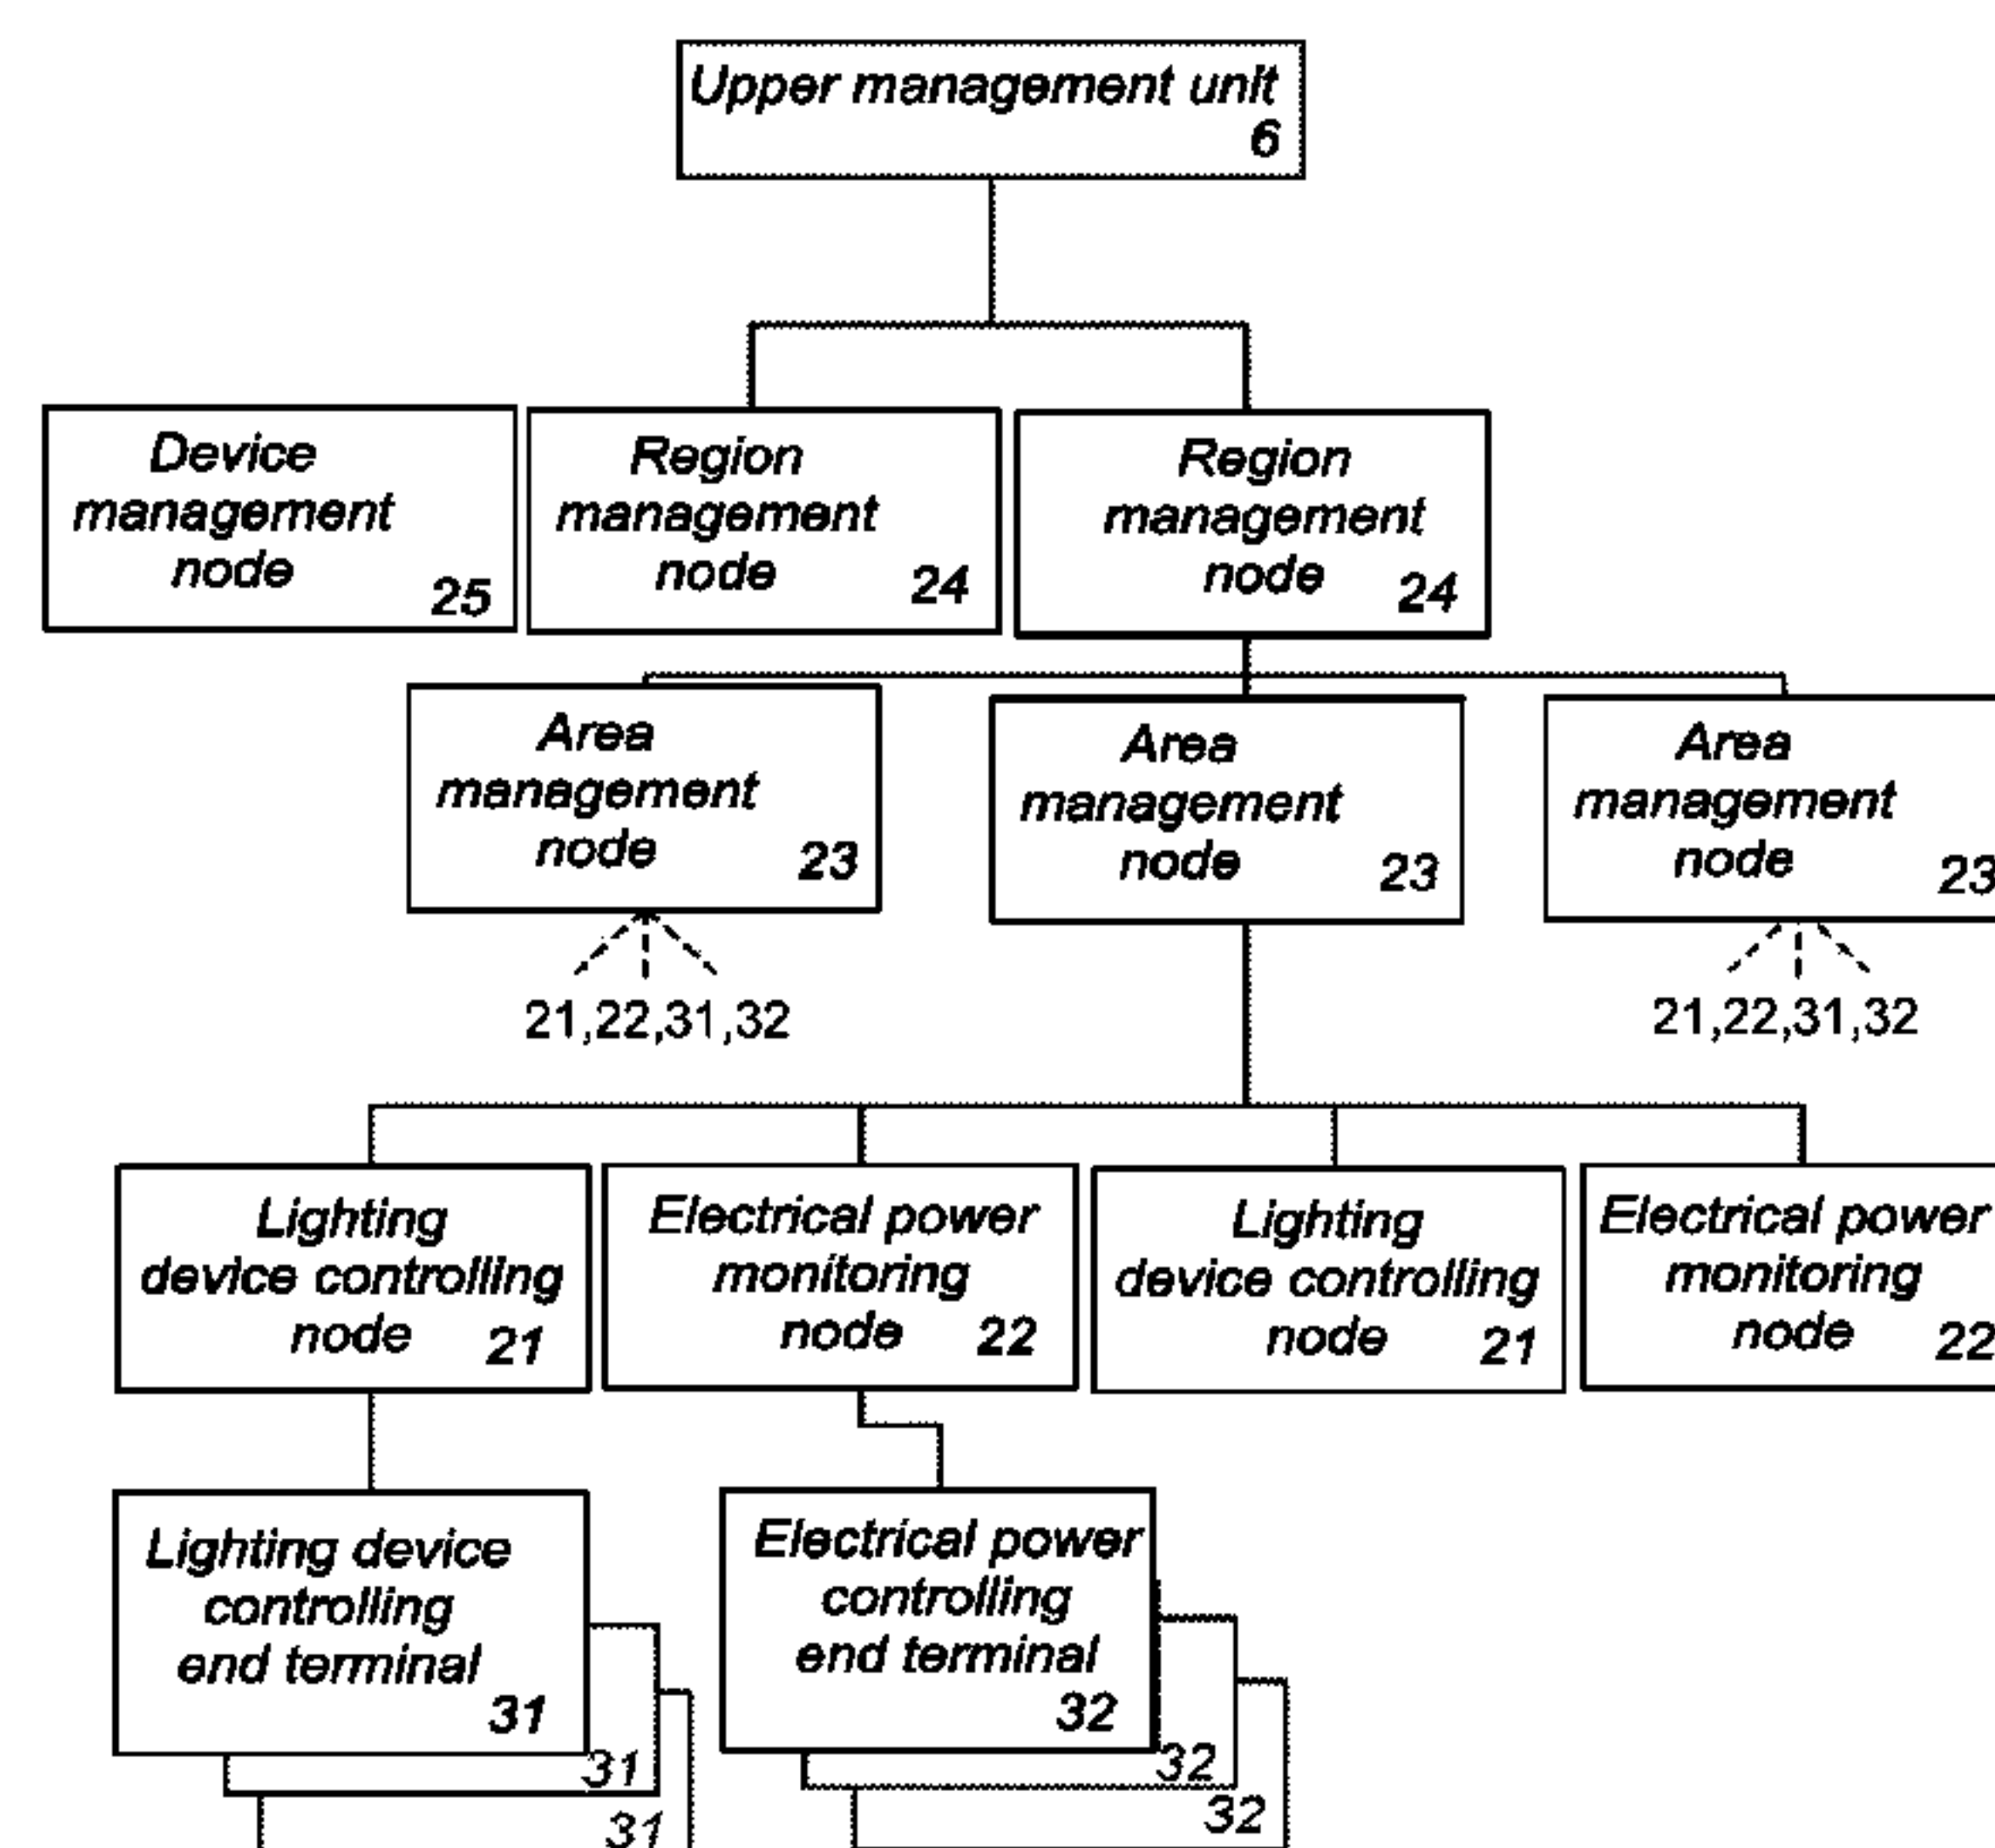 Upper management unit
6
Device
management
node
25
Region
management
node
24
Region
management
node
24
Area
management
node
23
Area
management
node
23
Area
management
node
23
21,22,31,32
21,22,31,32
Lighting
device controlling
node
21
Electrical power
monitoring
node
22
Lighting
device controlling
node
21
Electrical power
monitoring
node
22
Lighting device
controlling
end terminal
31
31
31
Electrical power
controlling
end terminal
32
32
32